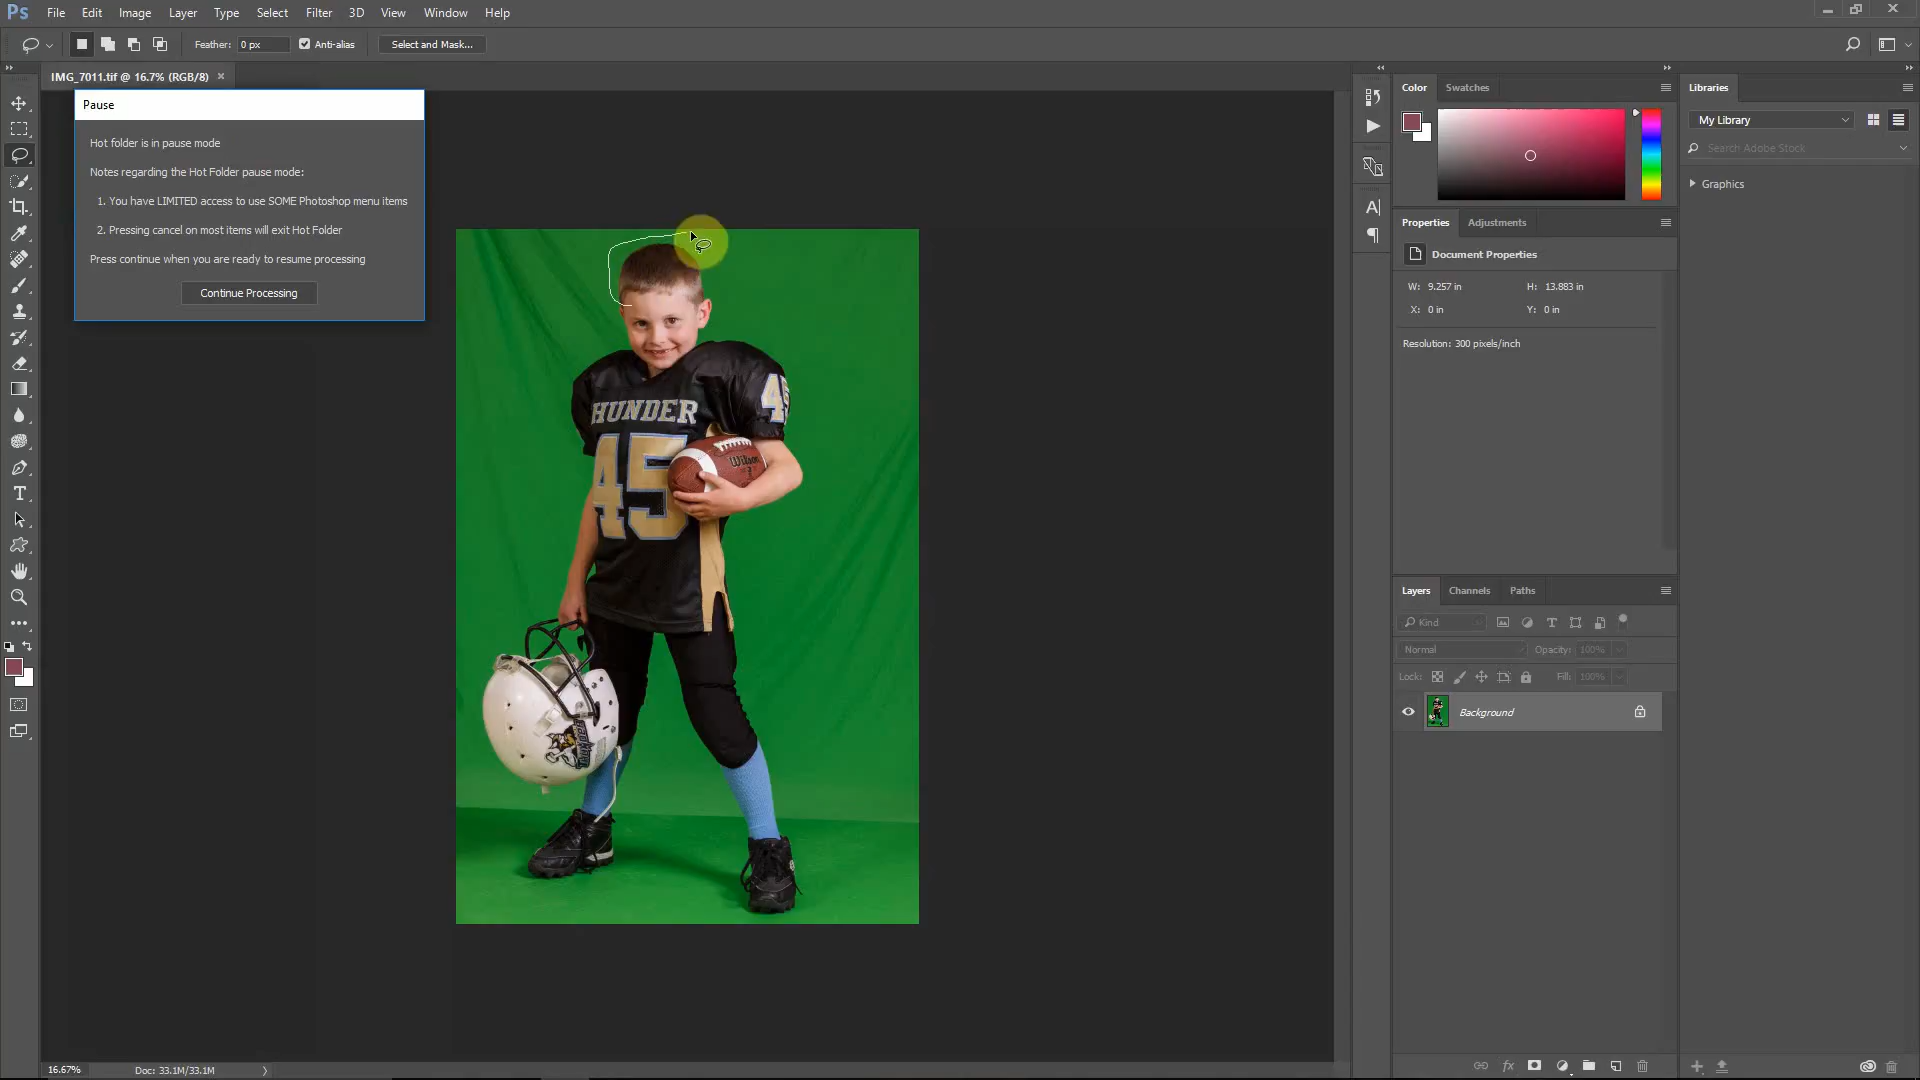 Ps File Edit Image Layer Type Select Filter 3D View Window Help
Feather: 0 px Anti-alias Select and Mask...
IMG_7011.tif @ 16.7% (RGB/8) ×
Pause
Hot folder is in pause mode
Notes regarding the Hot Folder pause mode:
1. You have LIMITED access to use SOME Photoshop menu items
2. Pressing cancel on most items will exit Hot Folder
Press continue when you are ready to resume processing
Continue Processing
HUNDER
45
45
Wilson
Color Swatches
Properties Adjustments
Document Properties
W: 9.257 in H: 13.883 in
X: 0 in Y: 0 in
Resolution: 300 pixels/inch
Layers Channels Paths
Kind
Normal Opacity: 100%
Lock: Fill: 100%
Background
Libraries
My Library
Search Adobe Stock
Graphics
16.67% Doc: 33.1M/33.1M